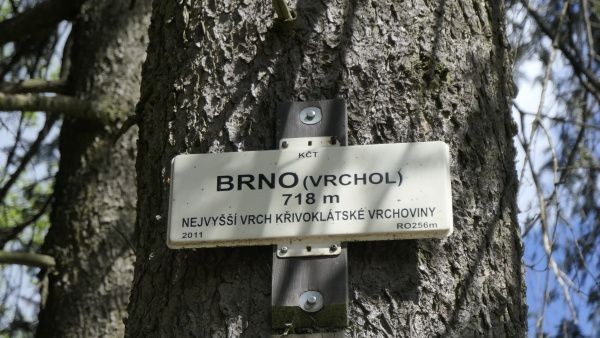 KČT
BRNO (VRCHOL)
718 m
NEJVYŠŠÍ VRCH KŘIVOKLÁTSKÉ VRCHOVINY
2011 RO256m